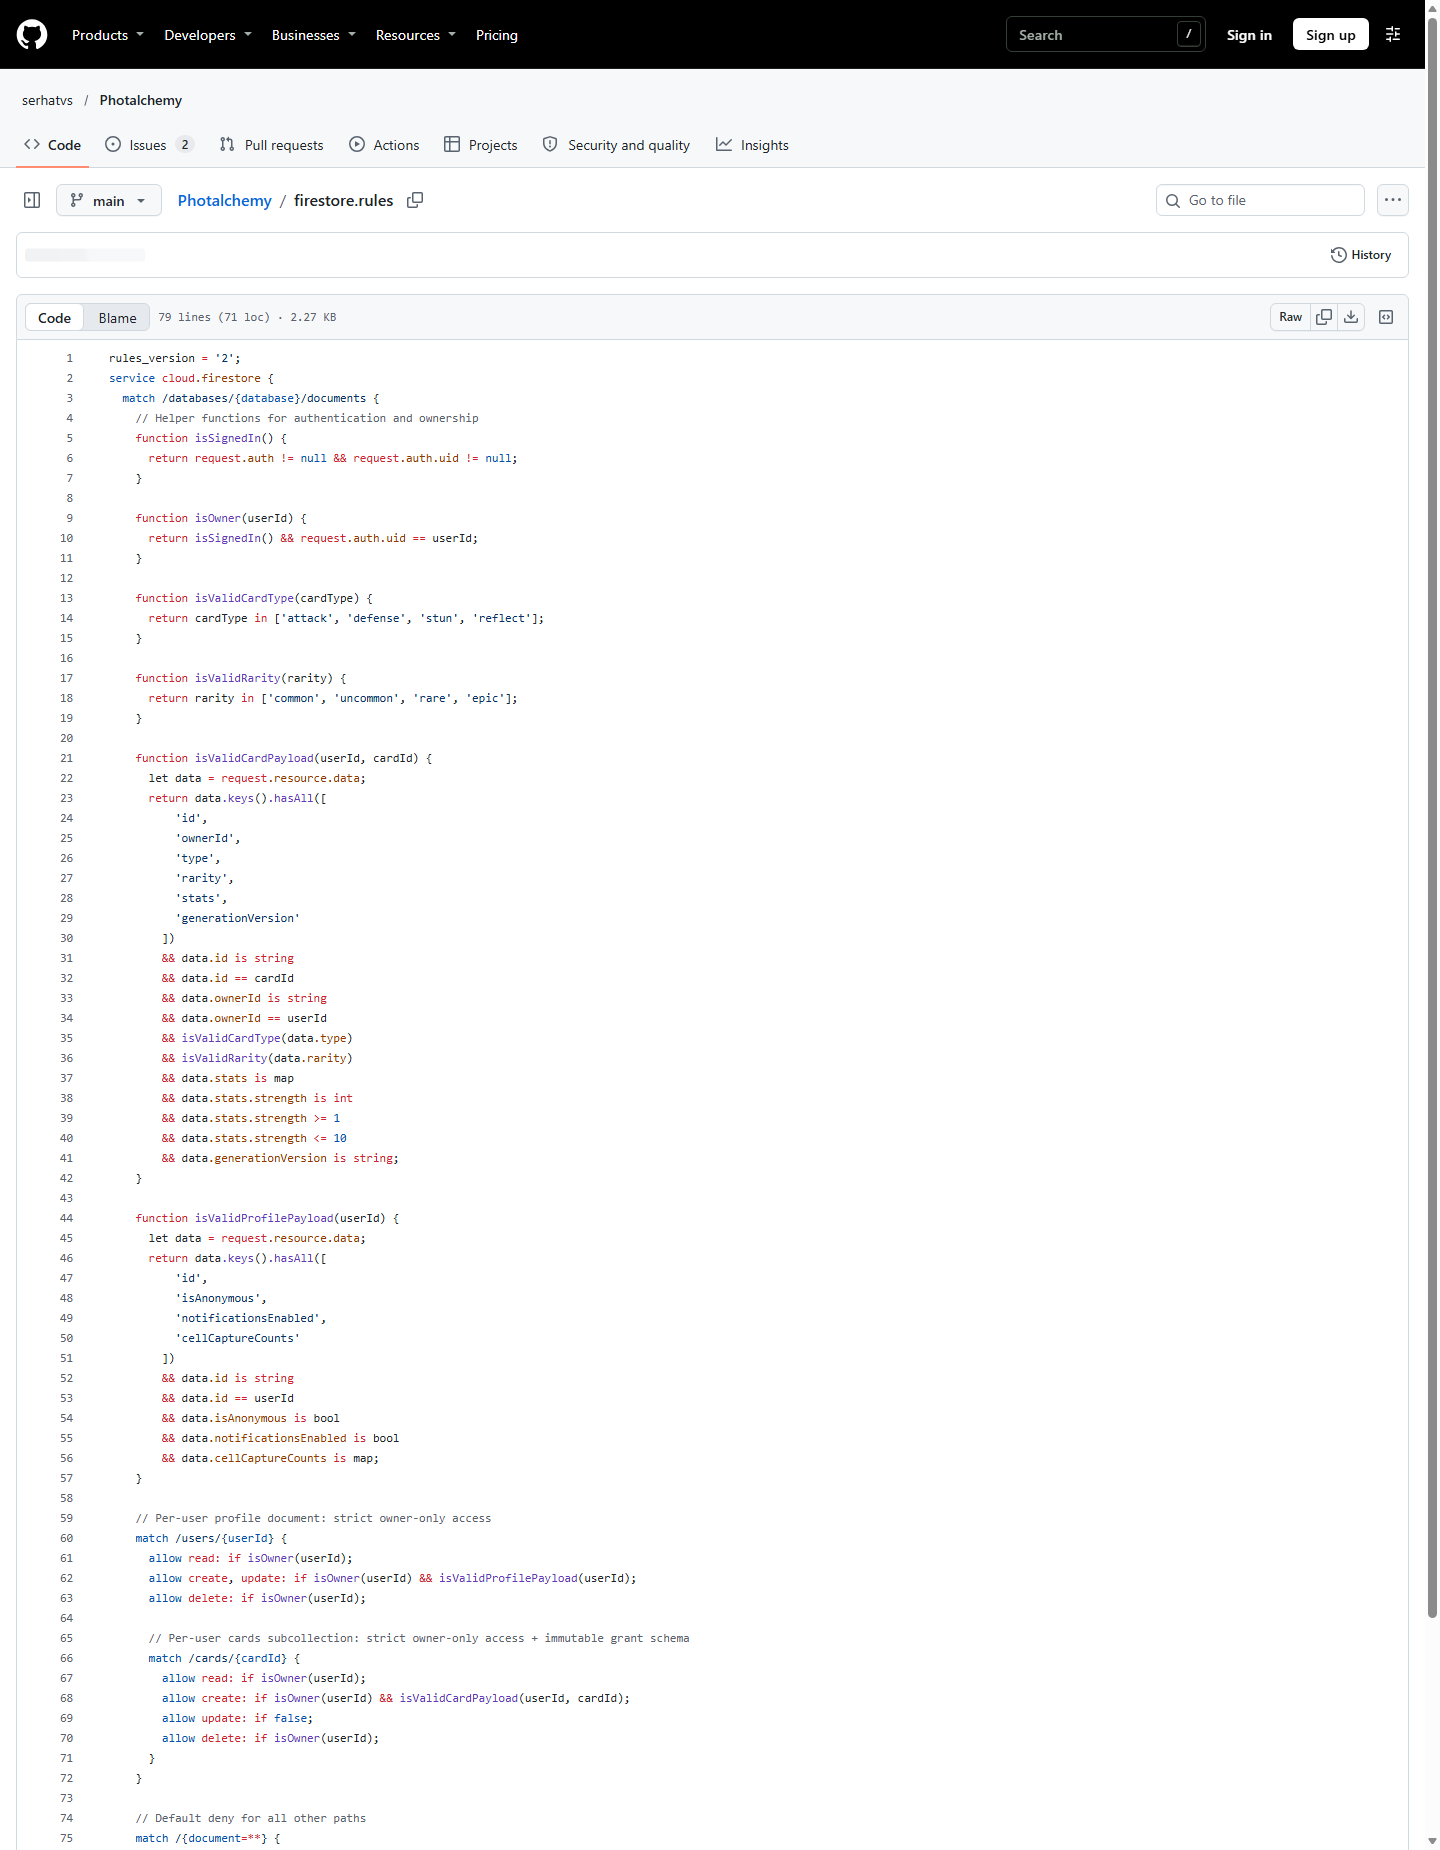 Products Developers Businesses Resources Pricing Search / Sign in Sign up
serhatvs / Photalchemy
Code Issues 2 Pull requests Actions Projects Security and quality Insights
main Photalchemy / firestore.rules Go to file
History
Code Blame 79 lines (71 loc) · 2.27 KB Raw
1 rules_version = '2';
2 service cloud.firestore {
3 match /databases/{database}/documents {
4 // Helper functions for authentication and ownership
5 function isSignedIn() {
6 return request.auth != null && request.auth.uid != null;
7 }
8
9 function isOwner(userId) {
10 return isSignedIn() && request.auth.uid == userId;
11 }
12
13 function isValidCardType(cardType) {
14 return cardType in ['attack', 'defense', 'stun', 'reflect'];
15 }
16
17 function isValidRarity(rarity) {
18 return rarity in ['common', 'uncommon', 'rare', 'epic'];
19 }
20
21 function isValidCardPayload(userId, cardId) {
22 let data = request.resource.data;
23 return data.keys().hasAll([
24 'id',
25 'ownerId',
26 'type',
27 'rarity',
28 'stats',
29 'generationVersion'
30 ])
31 && data.id is string
32 && data.id == cardId
33 && data.ownerId is string
34 && data.ownerId == userId
35 && isValidCardType(data.type)
36 && isValidRarity(data.rarity)
37 && data.stats is map
38 && data.stats.strength is int
39 && data.stats.strength >= 1
40 && data.stats.strength <= 10
41 && data.generationVersion is string;
42 }
43
44 function isValidProfilePayload(userId) {
45 let data = request.resource.data;
46 return data.keys().hasAll([
47 'id',
48 'isAnonymous',
49 'notificationsEnabled',
50 'cellCaptureCounts'
51 ])
52 && data.id is string
53 && data.id == userId
54 && data.isAnonymous is bool
55 && data.notificationsEnabled is bool
56 && data.cellCaptureCounts is map;
57 }
58
59 // Per-user profile document: strict owner-only access
60 match /users/{userId} {
61 allow read: if isOwner(userId);
62 allow create, update: if isOwner(userId) && isValidProfilePayload(userId);
63 allow delete: if isOwner(userId);
64
65 // Per-user cards subcollection: strict owner-only access + immutable grant schema
66 match /cards/{cardId} {
67 allow read: if isOwner(userId);
68 allow create: if isOwner(userId) && isValidCardPayload(userId, cardId);
69 allow update: if false;
70 allow delete: if isOwner(userId);
71 }
72 }
73
74 // Default deny for all other paths
75 match /{document=**} {